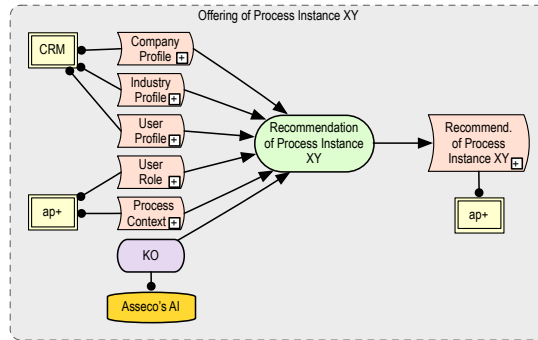 Offering of Process Instance XY
CRM
Company
Profile
Industry
Profile
User
Profile
User
Role
Process
Context
ap+
KO
Asseco's AI
Recommendation
of Process Instance
XY
Recommend.
of Process
Instance XY
ap+